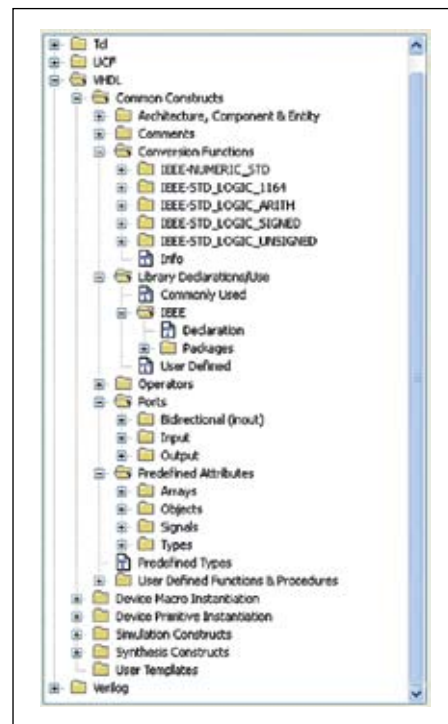 Tcl
UCF
VHDL
Common Constructs
Architecture, Component & Entity
Comments
Conversion Functions
IEEE-NUMERIC_STD
IEEE-STD_LOGIC_1164
IEEE-STD_LOGIC_ARITH
IEEE-STD_LOGIC_SIGNED
IEEE-STD_LOGIC_UNSIGNED
Info
Library Declarations/Use
Commonly Used
IEEE
Declaration
Packages
User Defined
Operators
Ports
Bidirectional (inout)
Input
Output
Predefined Attributes
Arrays
Objects
Signals
Types
Predefined Types
User Defined Functions & Procedures
Device Macro Instantiation
Device Primitive Instantiation
Simulation Constructs
Synthesis Constructs
User Templates
Verilog